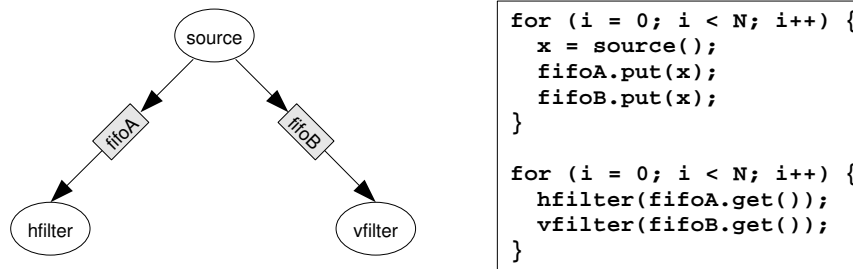 source
fifoA
fifoB
hfilter
vfilter
for (i = 0; i < N; i++) {
x = source();
fifoA.put(x);
fifoB.put(x);
}
for (i = 0; i < N; i++) {
hfilter(fifoA.get());
vfilter(fifoB.get());
}